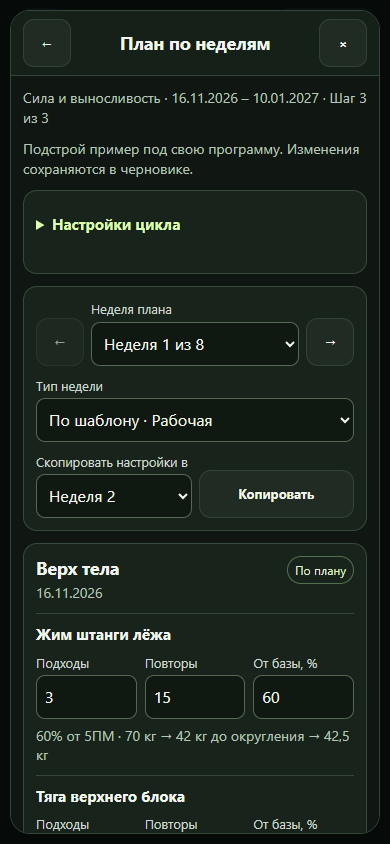 ← План по неделям ×
Сила и выносливость · 16.11.2026 – 10.01.2027 · Шаг 3
из 3
Подстрой пример под свою программу. Изменения
сохраняются в черновике.
▶ Настройки цикла
Неделя плана
← Неделя 1 из 8 →
Тип недели
По шаблону · Рабочая
Скопировать настройки в
Неделя 2 Копировать
Верх тела По плану
16.11.2026
Жим штанги лёжа
Подходы Повторы От базы, %
3 15 60
60% от 5ПМ · 70 кг → 42 кг до округления → 42,5
кг
Тяга верхнего блока
Подходы Повторы От базы, %